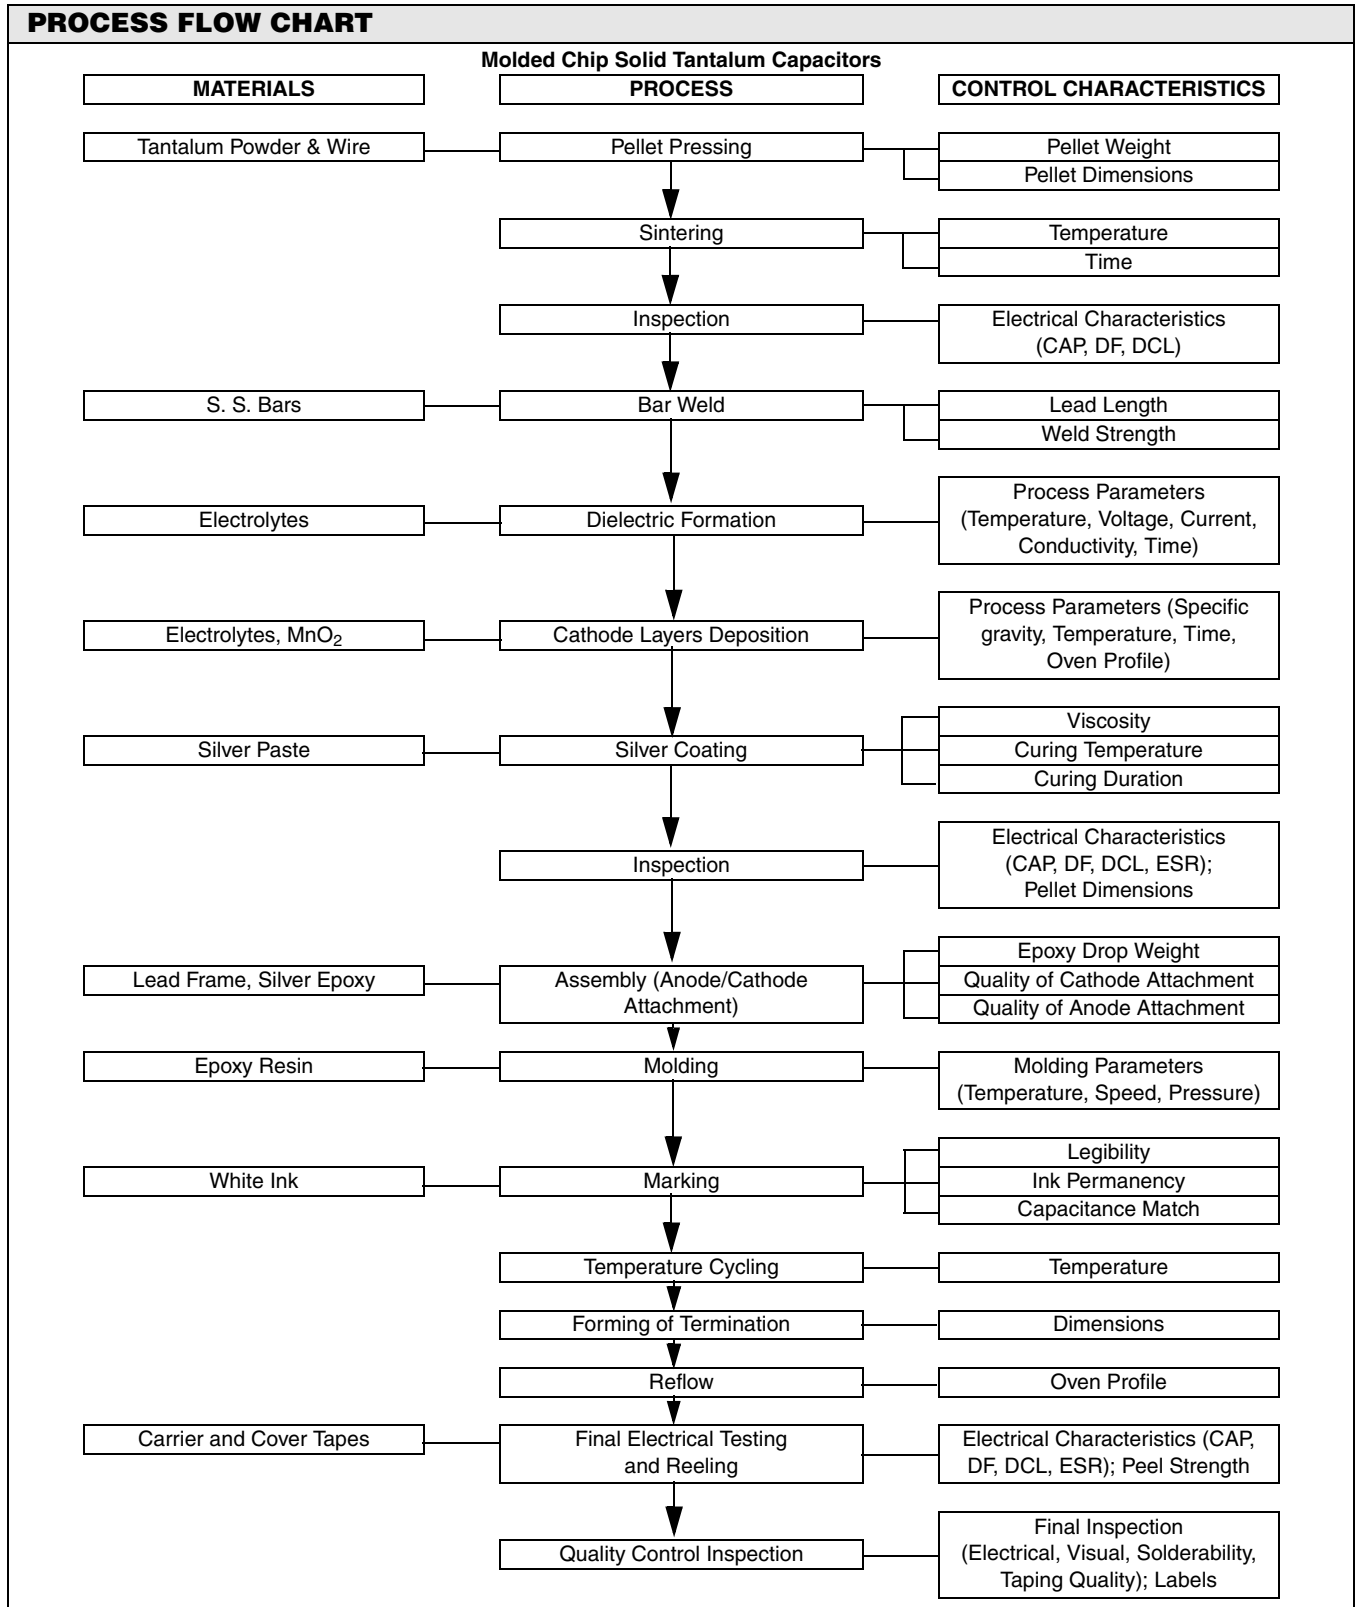 PROCESS FLOW CHART
Molded Chip Solid Tantalum Capacitors
MATERIALS
PROCESS
CONTROL CHARACTERISTICS
Tantalum Powder & Wire
Pellet Pressing
Pellet Weight
Pellet Dimensions
Sintering
Temperature
Time
Inspection
Electrical Characteristics
(CAP, DF, DCL)
S. S. Bars
Bar Weld
Lead Length
Weld Strength
Electrolytes
Dielectric Formation
Process Parameters
(Temperature, Voltage, Current,
Conductivity, Time)
Electrolytes, MnO₂
Cathode Layers Deposition
Process Parameters (Specific
gravity, Temperature, Time,
Oven Profile)
Silver Paste
Silver Coating
Viscosity
Curing Temperature
Curing Duration
Inspection
Electrical Characteristics
(CAP, DF, DCL, ESR);
Pellet Dimensions
Lead Frame, Silver Epoxy
Assembly (Anode/Cathode
Attachment)
Epoxy Drop Weight
Quality of Cathode Attachment
Quality of Anode Attachment
Epoxy Resin
Molding
Molding Parameters
(Temperature, Speed, Pressure)
White Ink
Marking
Legibility
Ink Permanency
Capacitance Match
Temperature Cycling
Temperature
Forming of Termination
Dimensions
Reflow
Oven Profile
Carrier and Cover Tapes
Final Electrical Testing
and Reeling
Electrical Characteristics (CAP,
DF, DCL, ESR); Peel Strength
Quality Control Inspection
Final Inspection
(Electrical, Visual, Solderability,
Taping Quality); Labels